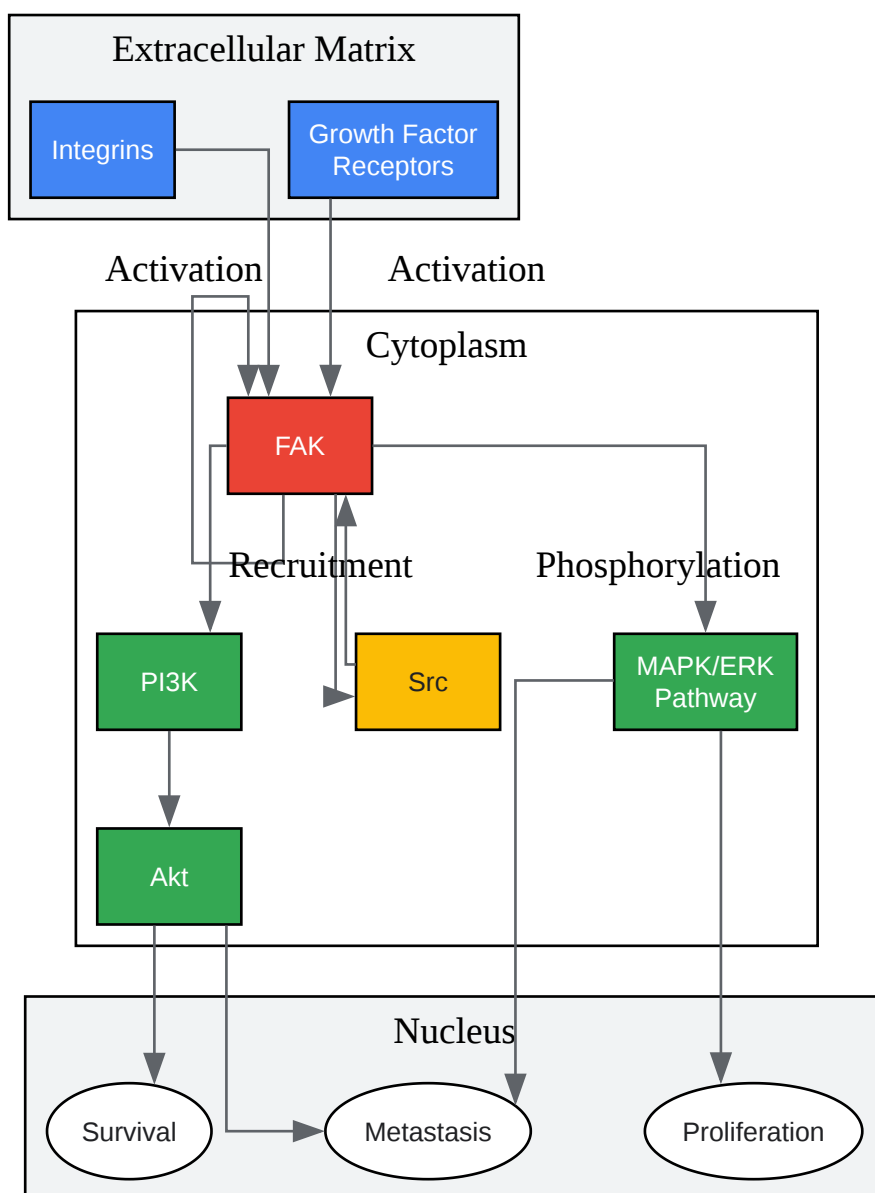 Extracellular Matrix
Integrins
Growth Factor
Receptors
Activation
Activation
Cytoplasm
FAK
Recruitment
Phosphorylation
PI3K
Src
MAPK/ERK
Pathway
Akt
Nucleus
Survival
Metastasis
Proliferation